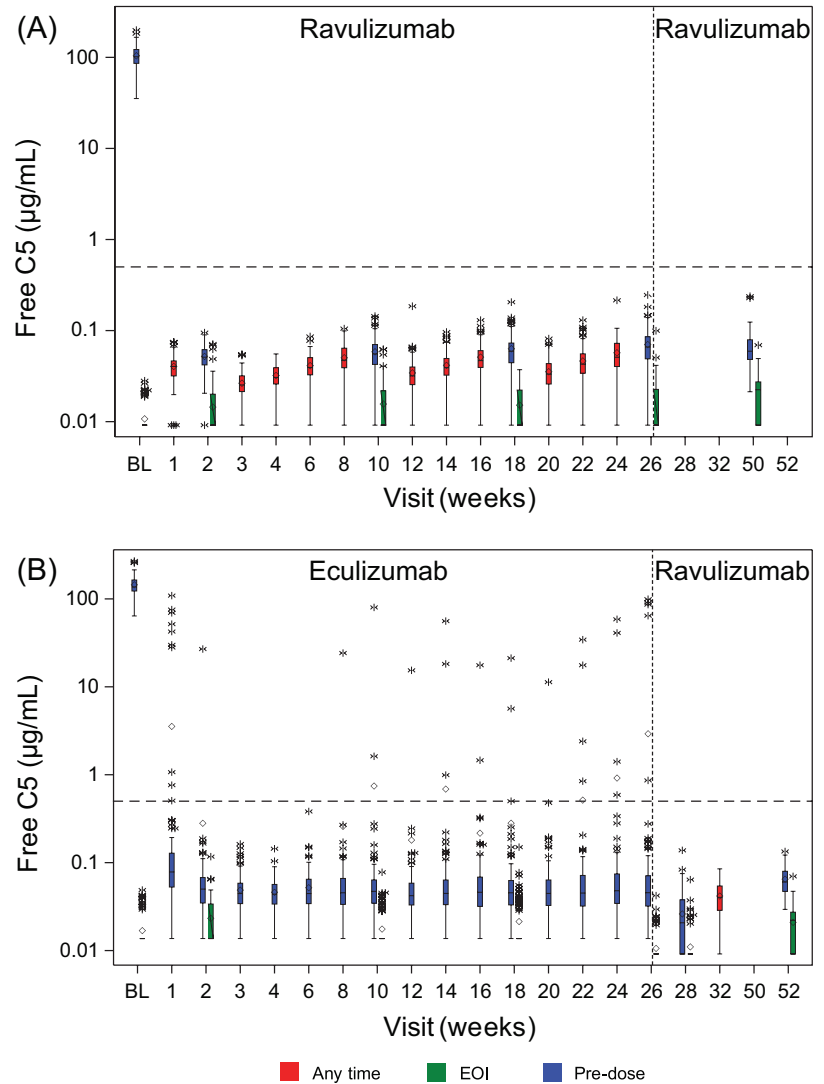 (A) Ravulizumab Ravulizumab
Free C5 (µg/mL)
100
10
1
0.1
0.01
BL 1 2 3 4 6 8 10 12 14 16 18 20 22 24 26 28 32 50 52
Visit (weeks)
(B) Eculizumab Ravulizumab
Free C5 (µg/mL)
100
10
1
0.1
0.01
BL 1 2 3 4 6 8 10 12 14 16 18 20 22 24 26 28 32 50 52
Visit (weeks)
Any time EOI Pre-dose